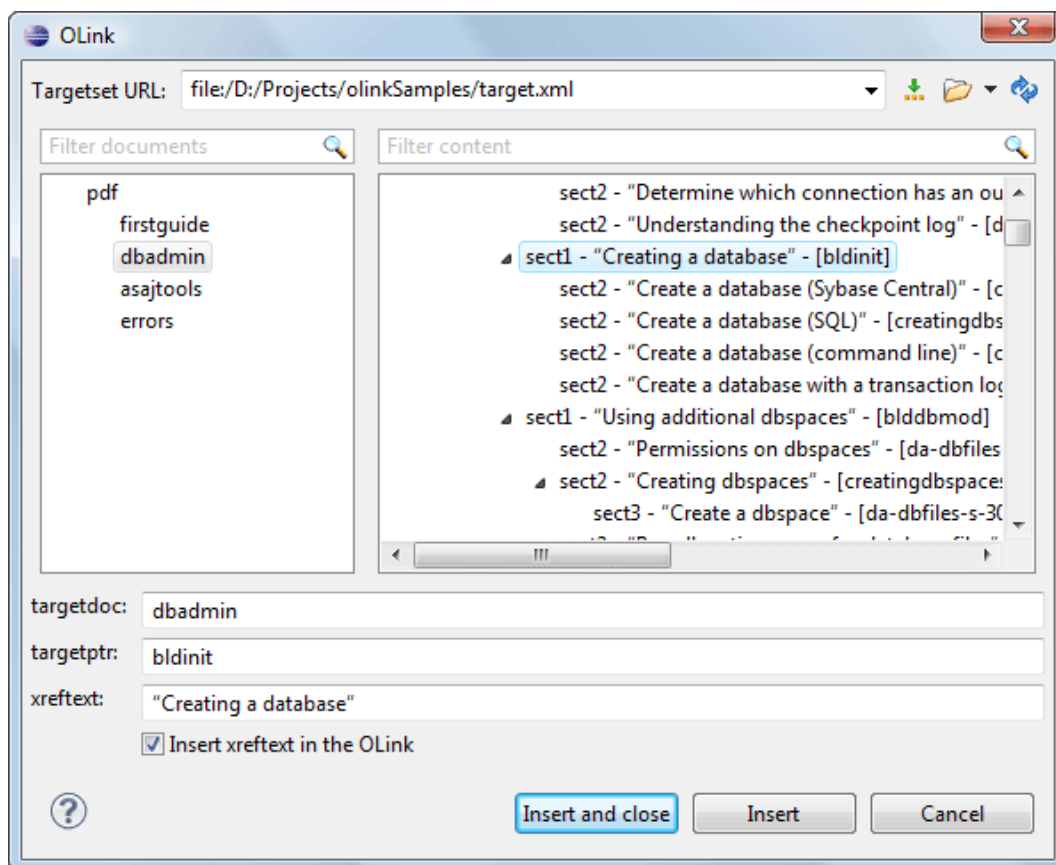 OLink
Targetset URL: file:/D:/Projects/olinkSamples/target.xml
Filter documents
Filter content
pdf
firstguide
dbadmin
asajtools
errors
sect2 - "Determine which connection has an ou
sect2 - "Understanding the checkpoint log" - [d
sect1 - "Creating a database" - [bldinit]
sect2 - "Create a database (Sybase Central)" - [c
sect2 - "Create a database (SQL)" - [creatingdbs
sect2 - "Create a database (command line)" - [c
sect2 - "Create a database with a transaction log
sect1 - "Using additional dbspaces" - [blddbmod]
sect2 - "Permissions on dbspaces" - [da-dbfiles
sect2 - "Creating dbspaces" - [creatingdbspaces
sect3 - "Create a dbspace" - [da-dbfiles-s-30
targetdoc: dbadmin
targetptr: bldinit
xreftext: "Creating a database"
Insert xreftext in the OLink
Insert and close
Insert
Cancel